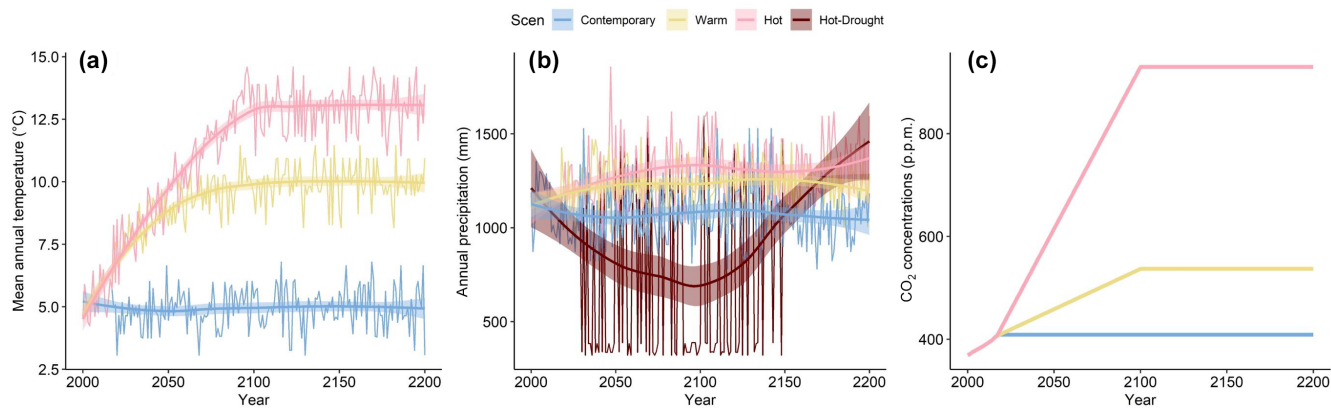 Scen Contemporary Warm Hot Hot-Drought
(a)
Mean annual temperature (°C)
15.0
12.5
10.0
7.5
5.0
2.5
2000 2050 2100 2150 2200
Year
(b)
Annual precipitation (mm)
1500
1000
500
2000 2050 2100 2150 2200
Year
(c)
CO₂ concentrations (p.p.m.)
800
600
400
2000 2050 2100 2150 2200
Year